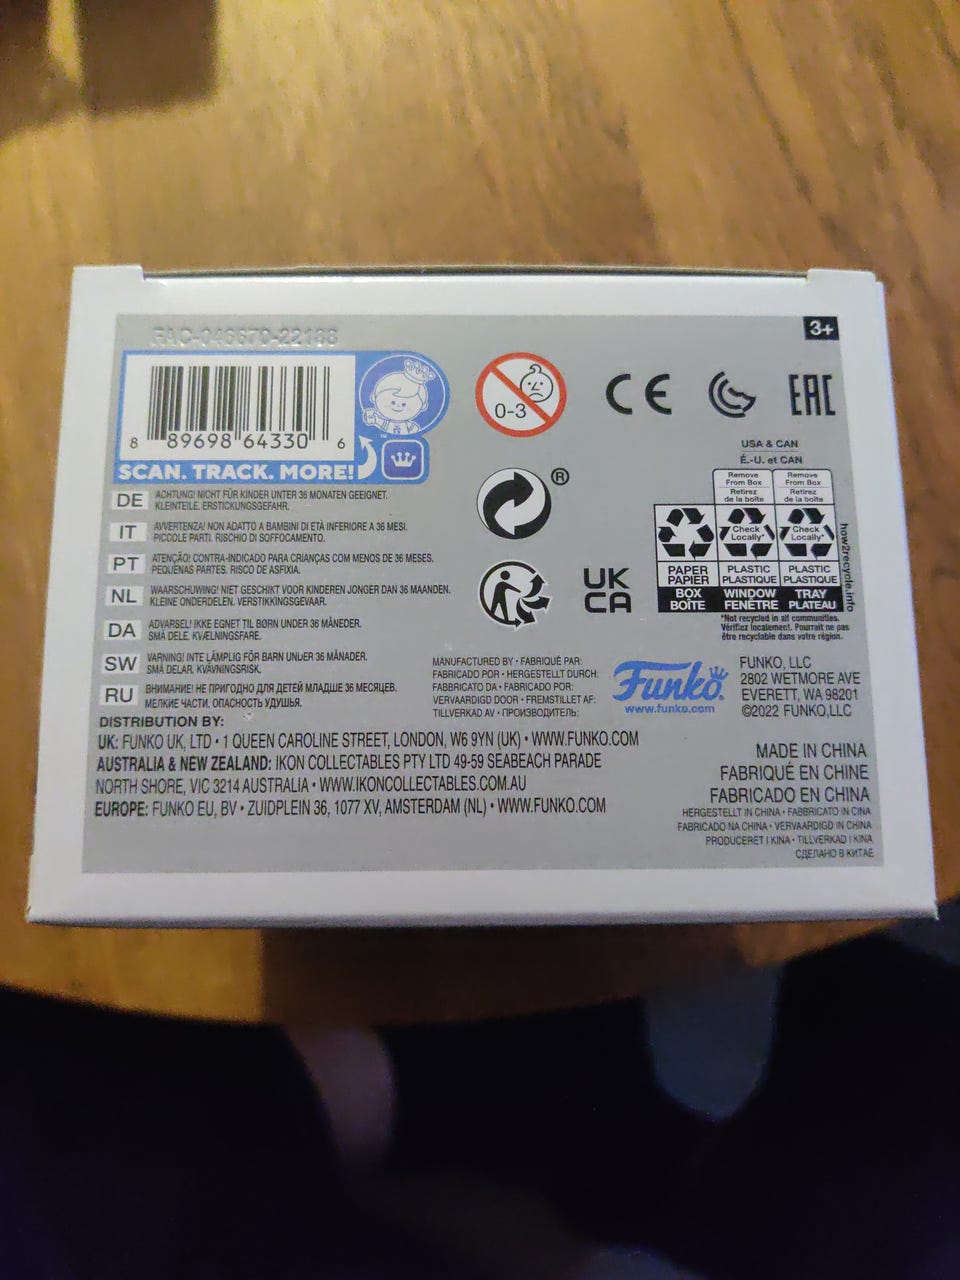 FAC-046670-22188
3+
8 89698 64330 6
SCAN. TRACK. MORE!
™
0-3
CE
EAC
®
UK
CA
USA & CAN
É.-U. et CAN
Remove
From Box
Retirez
de la boîte
Remove
From Box
Retirez
de la boîte
Check
Locally*
Check
Locally*
PAPER
PAPIER
PLASTIC
PLASTIQUE
PLASTIC
PLASTIQUE
BOX
BOÎTE
WINDOW
FENÊTRE
TRAY
PLATEAU
how2recycle.info
*Not recycled in all communities.
Vérifiez localement. Pourrait ne pas
être recyclable dans votre région.
DE ACHTUNG! NICHT FÜR KINDER UNTER 36 MONATEN GEEIGNET.
KLEINTEILE. ERSTICKUNGSGEFAHR.
IT AVVERTENZA! NON ADATTO A BAMBINI DI ETÀ INFERIORE A 36 MESI.
PICCOLE PARTI. RISCHIO DI SOFFOCAMENTO.
PT ATENÇÃO! CONTRA-INDICADO PARA CRIANÇAS COM MENOS DE 36 MESES.
PEQUENAS PARTES. RISCO DE ASFIXIA.
NL WAARSCHUWING! NIET GESCHIKT VOOR KINDEREN JONGER DAN 36 MAANDEN.
KLEINE ONDERDELEN. VERSTIKKINGSGEVAAR.
DA ADVARSEL! IKKE EGNET TIL BØRN UNDER 36 MÅNEDER.
SMÅ DELE. KVÆLNINGSFARE.
SW VARNING! INTE LÄMPLIG FÖR BARN UNDER 36 MÅNADER.
SMÅ DELAR. KVÄVNINGSRISK.
RU ВНИМАНИЕ! НЕ ПРИГОДНО ДЛЯ ДЕТЕЙ МЛАДШЕ 36 МЕСЯЦЕВ.
МЕЛКИЕ ЧАСТИ. ОПАСНОСТЬ УДУШЬЯ.
MANUFACTURED BY • FABRIQUÉ PAR:
FABRICADO POR • HERGESTELLT DURCH:
FABBRICATO DA • FABRICADO POR:
VERVAARDIGD DOOR • FREMSTILLET AF:
TILLVERKAD AV • ПРОИЗВОДИТЕЛЬ:
Funko
www.funko.com
FUNKO, LLC
2802 WETMORE AVE
EVERETT, WA 98201
©2022 FUNKO,LLC
DISTRIBUTION BY:
UK: FUNKO UK, LTD • 1 QUEEN CAROLINE STREET, LONDON, W6 9YN (UK) • WWW.FUNKO.COM
AUSTRALIA & NEW ZEALAND: IKON COLLECTABLES PTY LTD 49-59 SEABEACH PARADE
NORTH SHORE, VIC 3214 AUSTRALIA • WWW.IKONCOLLECTABLES.COM.AU
EUROPE: FUNKO EU, BV • ZUIDPLEIN 36, 1077 XV, AMSTERDAM (NL) • WWW.FUNKO.COM
MADE IN CHINA
FABRIQUÉ EN CHINE
FABRICADO EN CHINA
HERGESTELLT IN CHINA • FABBRICATO IN CINA
FABRICADO NA CHINA • VERVAARDIGD IN CHINA
PRODUCERET I KINA • TILLVERKAD I KINA
СДЕЛАНО В КИТАЕ